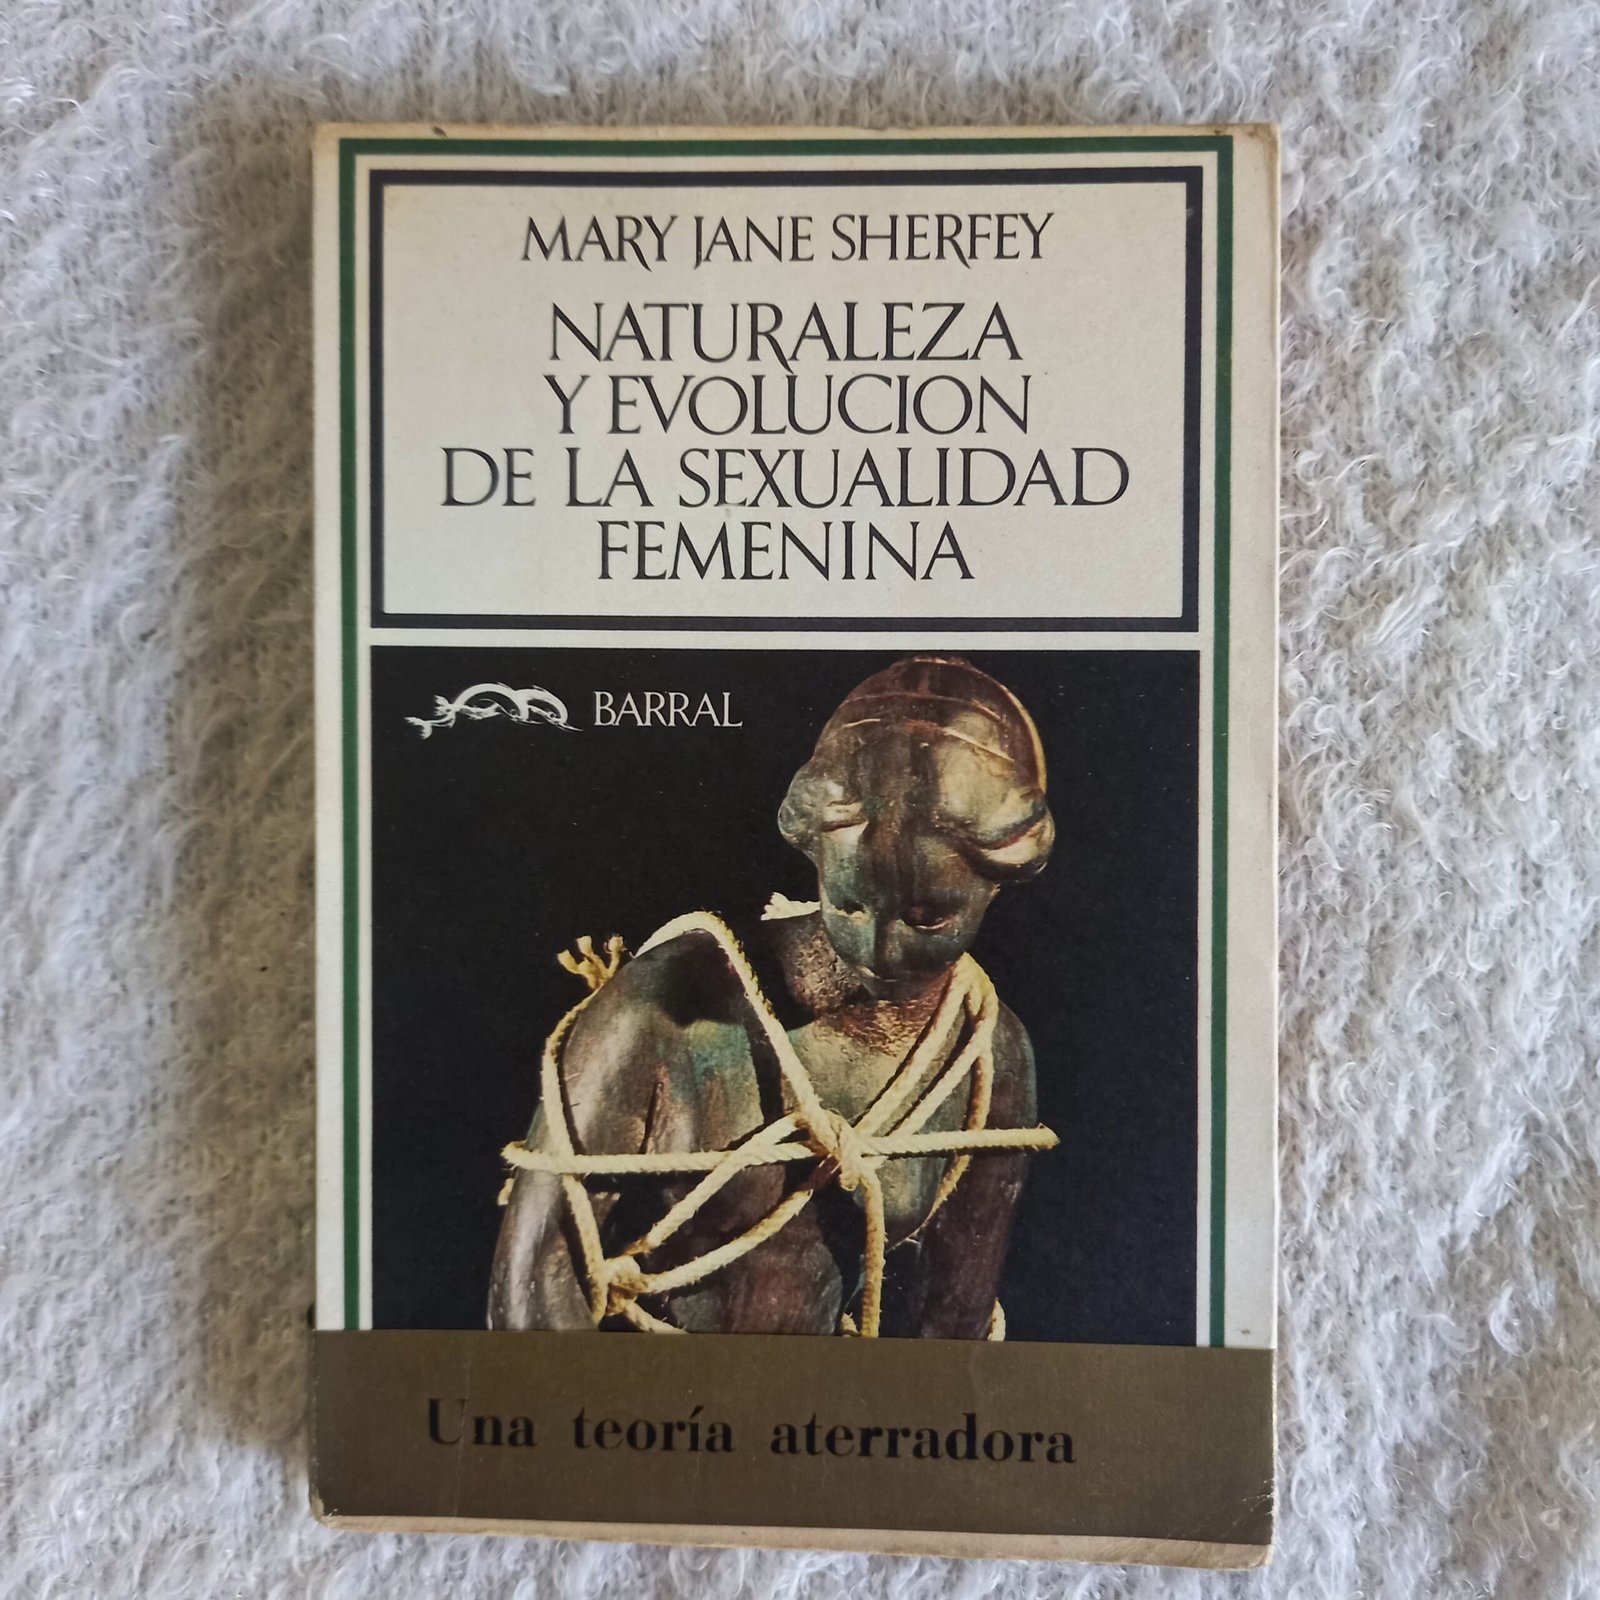 MARY JANE SHERFEY
NATURALEZA
Y EVOLUCION
DE LA SEXUALIDAD
FEMENINA
BARRAL
Una teoría aterradora